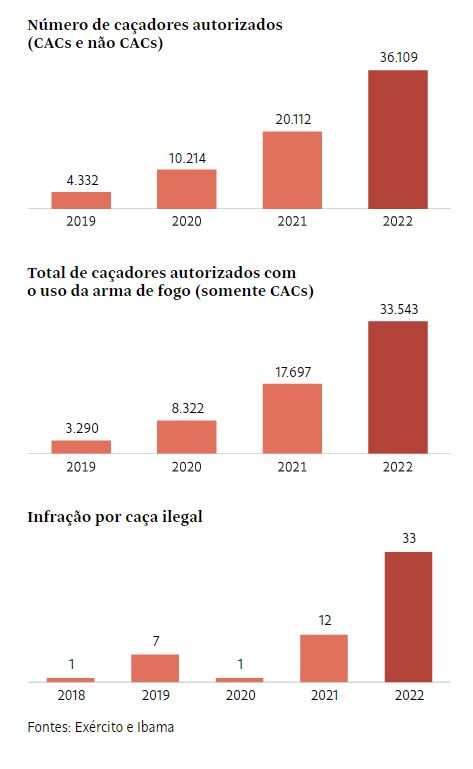 Número de caçadores autorizados
(CACs e não CACs)
36.109
20.112
10.214
4.332
2019 2020 2021 2022
Total de caçadores autorizados com
o uso da arma de fogo (somente CACs)
33.543
17.697
8.322
3.290
2019 2020 2021 2022
Infração por caça ilegal
33
12
7
1 1
2018 2019 2020 2021 2022
Fontes: Exército e Ibama